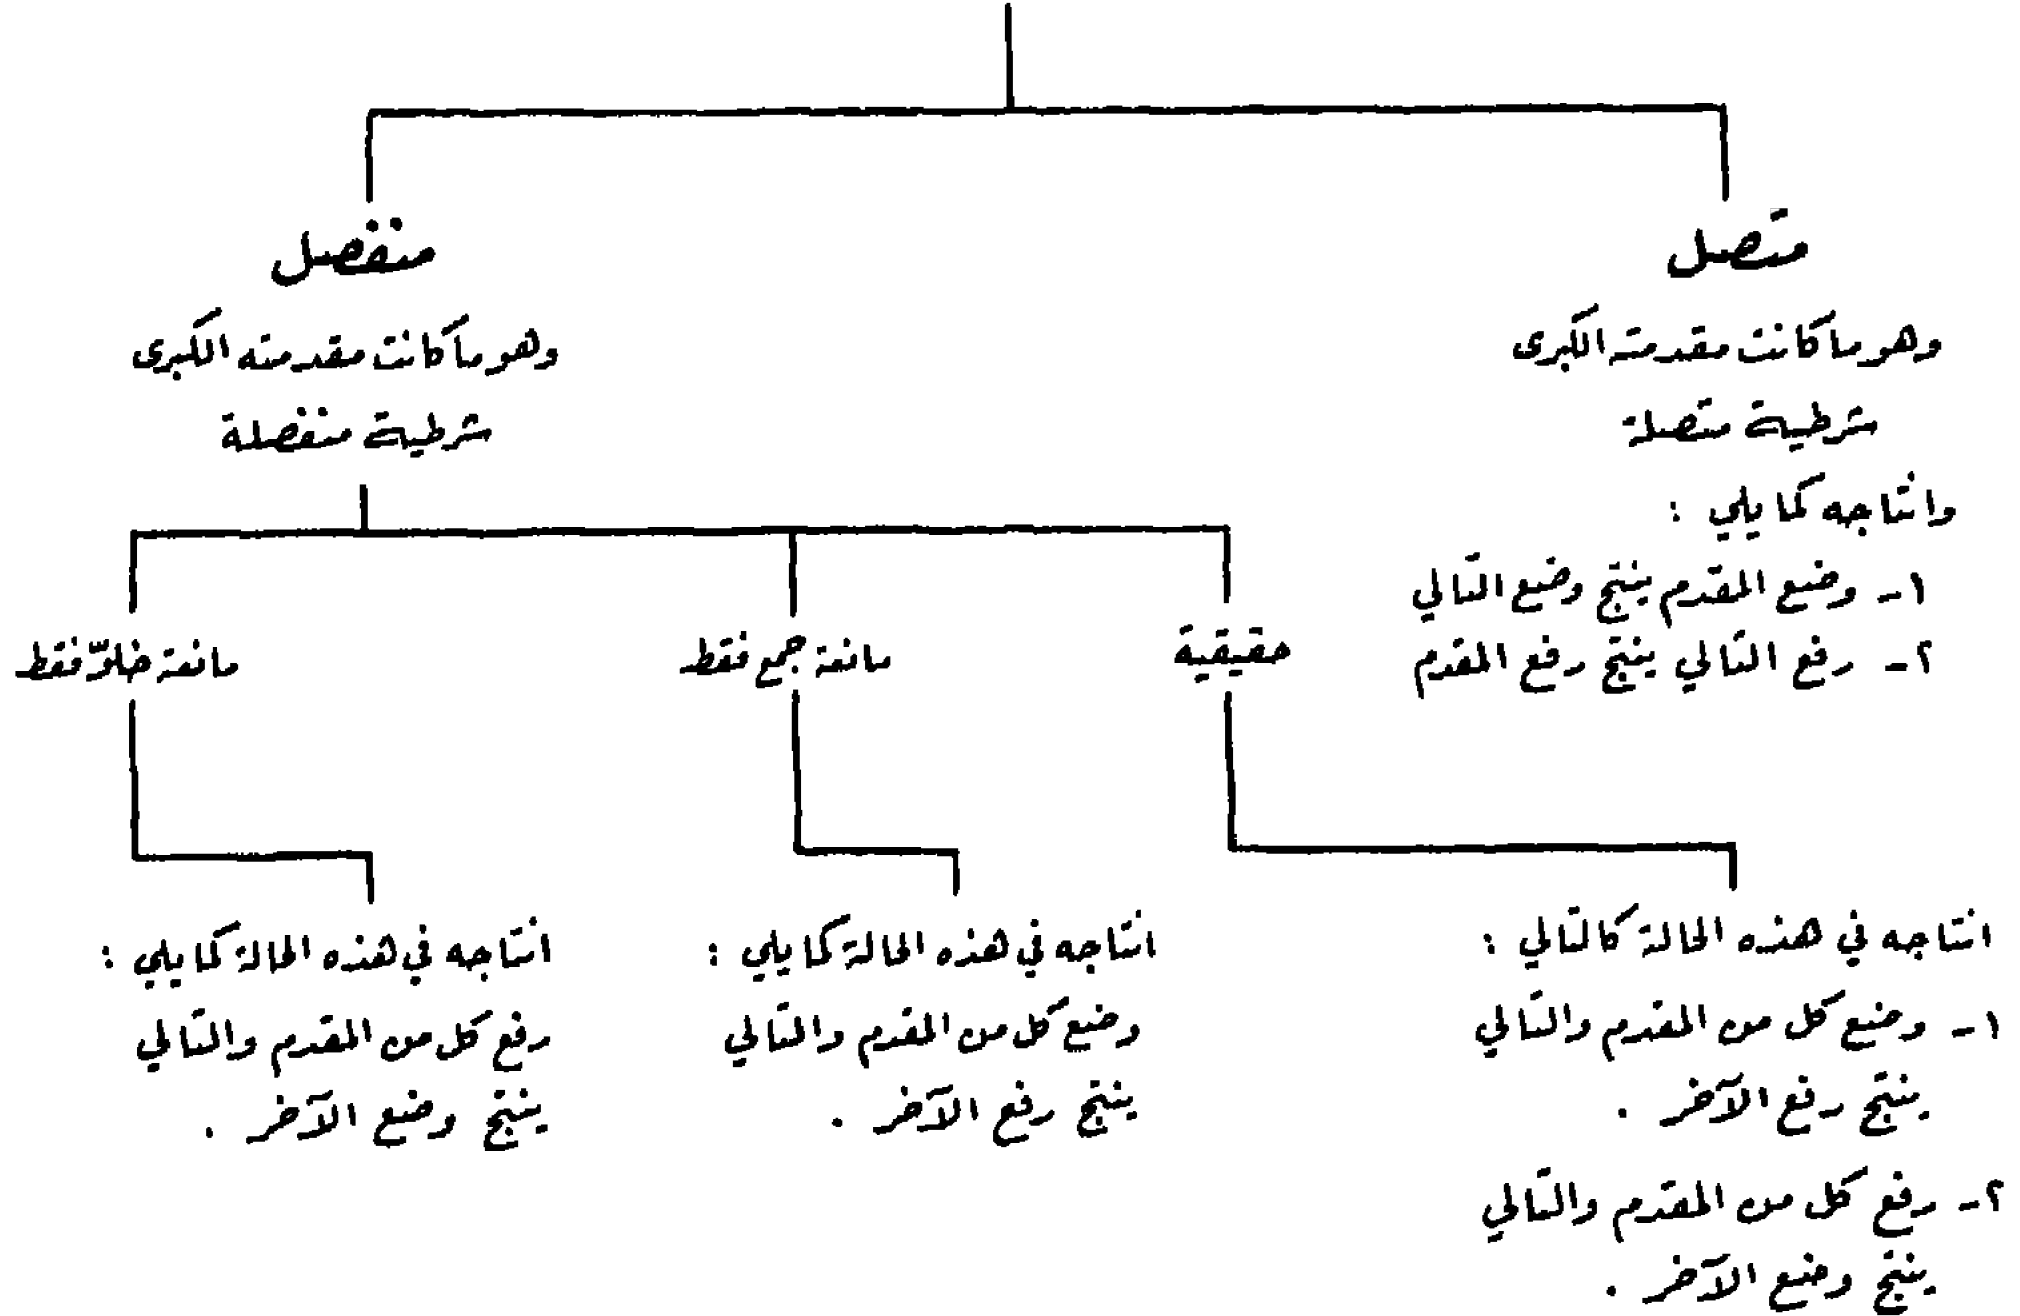 متصل
وهو ما كانت مقدمته الكبرى
شرطية متصلة
وانتاجه كما يلي :
١- وضع المقدم ينتج وضع التالي
٢- رفع التالي ينتج رفع المقدم
منفصل
وهو ما كانت مقدمته الكبرى
شرطية منفصلة
حقيقية
مانعة جمع فقط
مانعة خلوّ فقط
انتاجه في هذه الحالة كالتالي :
١- وضع كل من المقدم والتالي
ينتج رفع الآخر .
٢- رفع كل من المقدم والتالي
ينتج وضع الآخر .
انتاجه في هذه الحالة كما يلي :
وضع كل من المقدم والتالي
ينتج رفع الآخر .
انتاجه في هذه الحالة كما يلي :
رفع كل من المقدم والتالي
ينتج وضع الآخر .